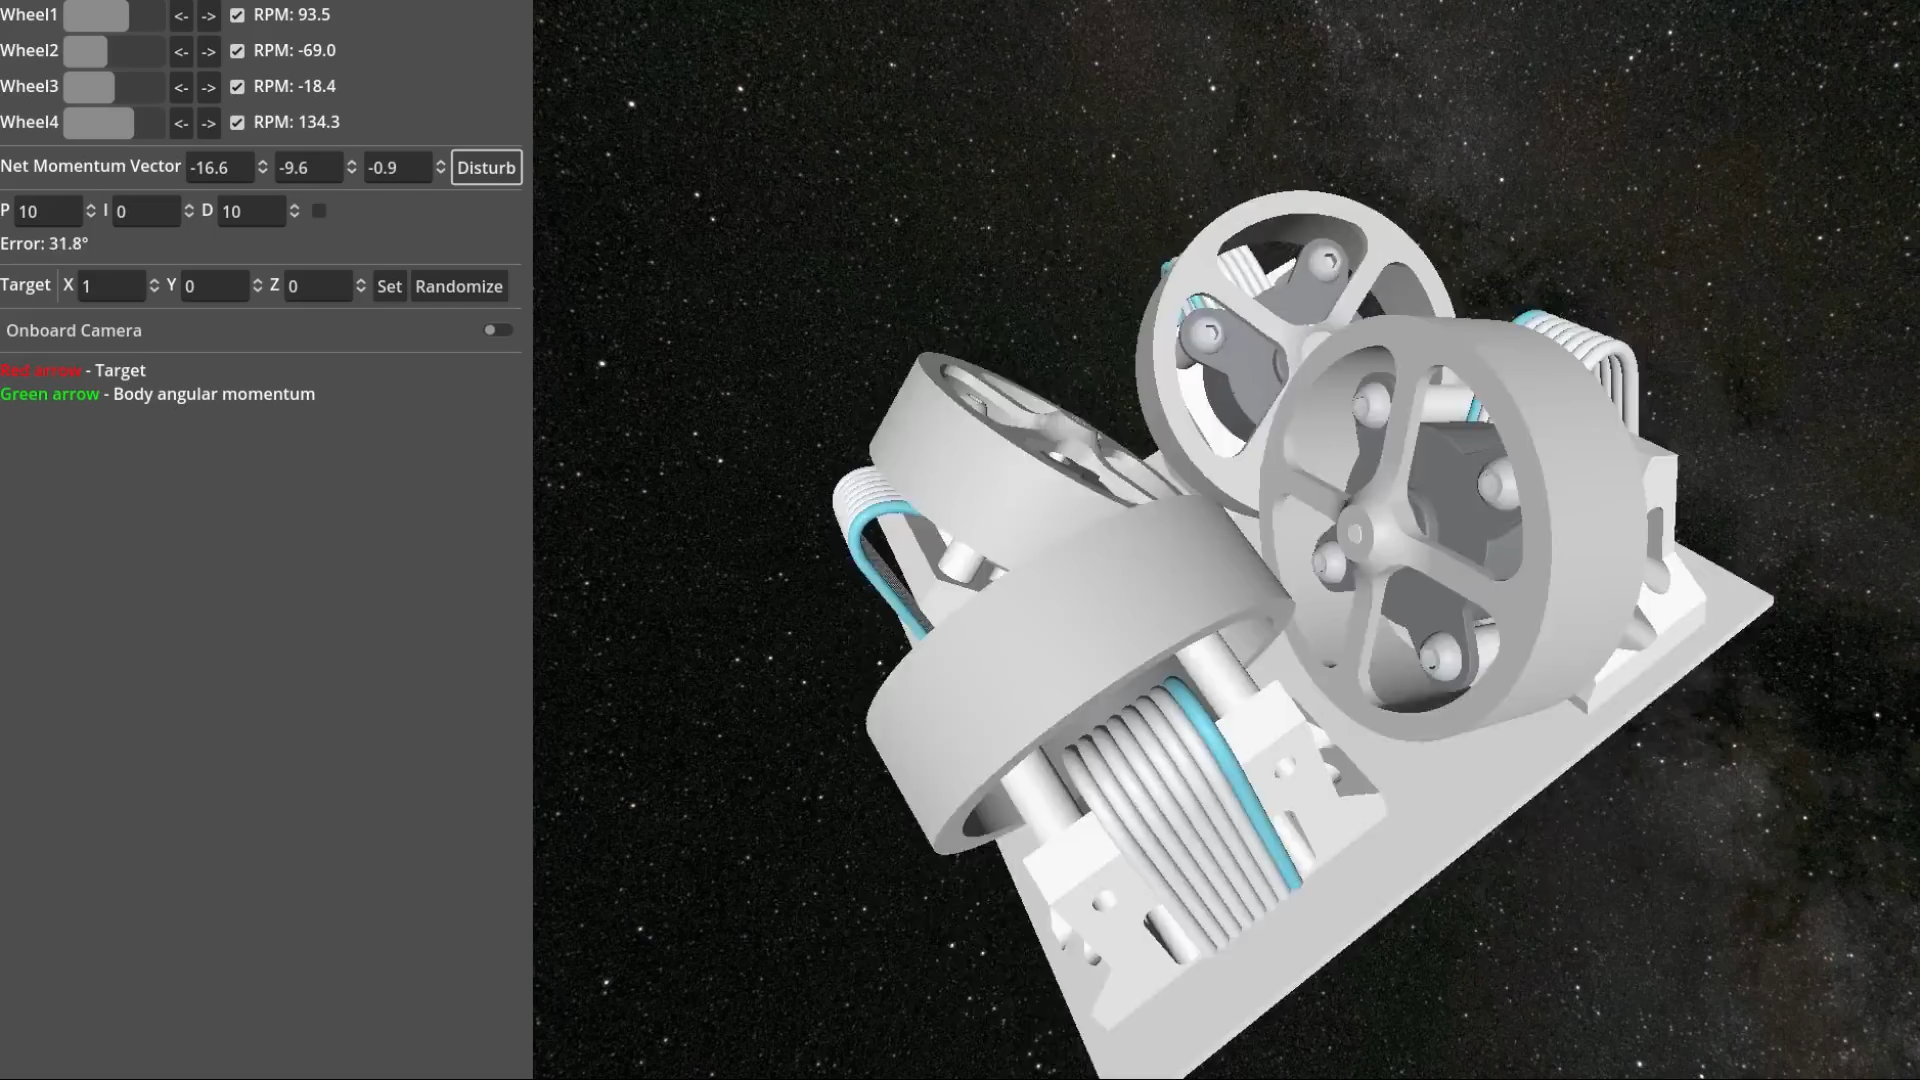 Wheel1 <- -> RPM: 93.5
Wheel2 <- -> RPM: -69.0
Wheel3 <- -> RPM: -18.4
Wheel4 <- -> RPM: 134.3
Net Momentum Vector -16.6 -9.6 -0.9 Disturb
P 10 I 0 D 10
Error: 31.8°
Target X 1 Y 0 Z 0 Set Randomize
Onboard Camera
Red arrow - Target
Green arrow - Body angular momentum